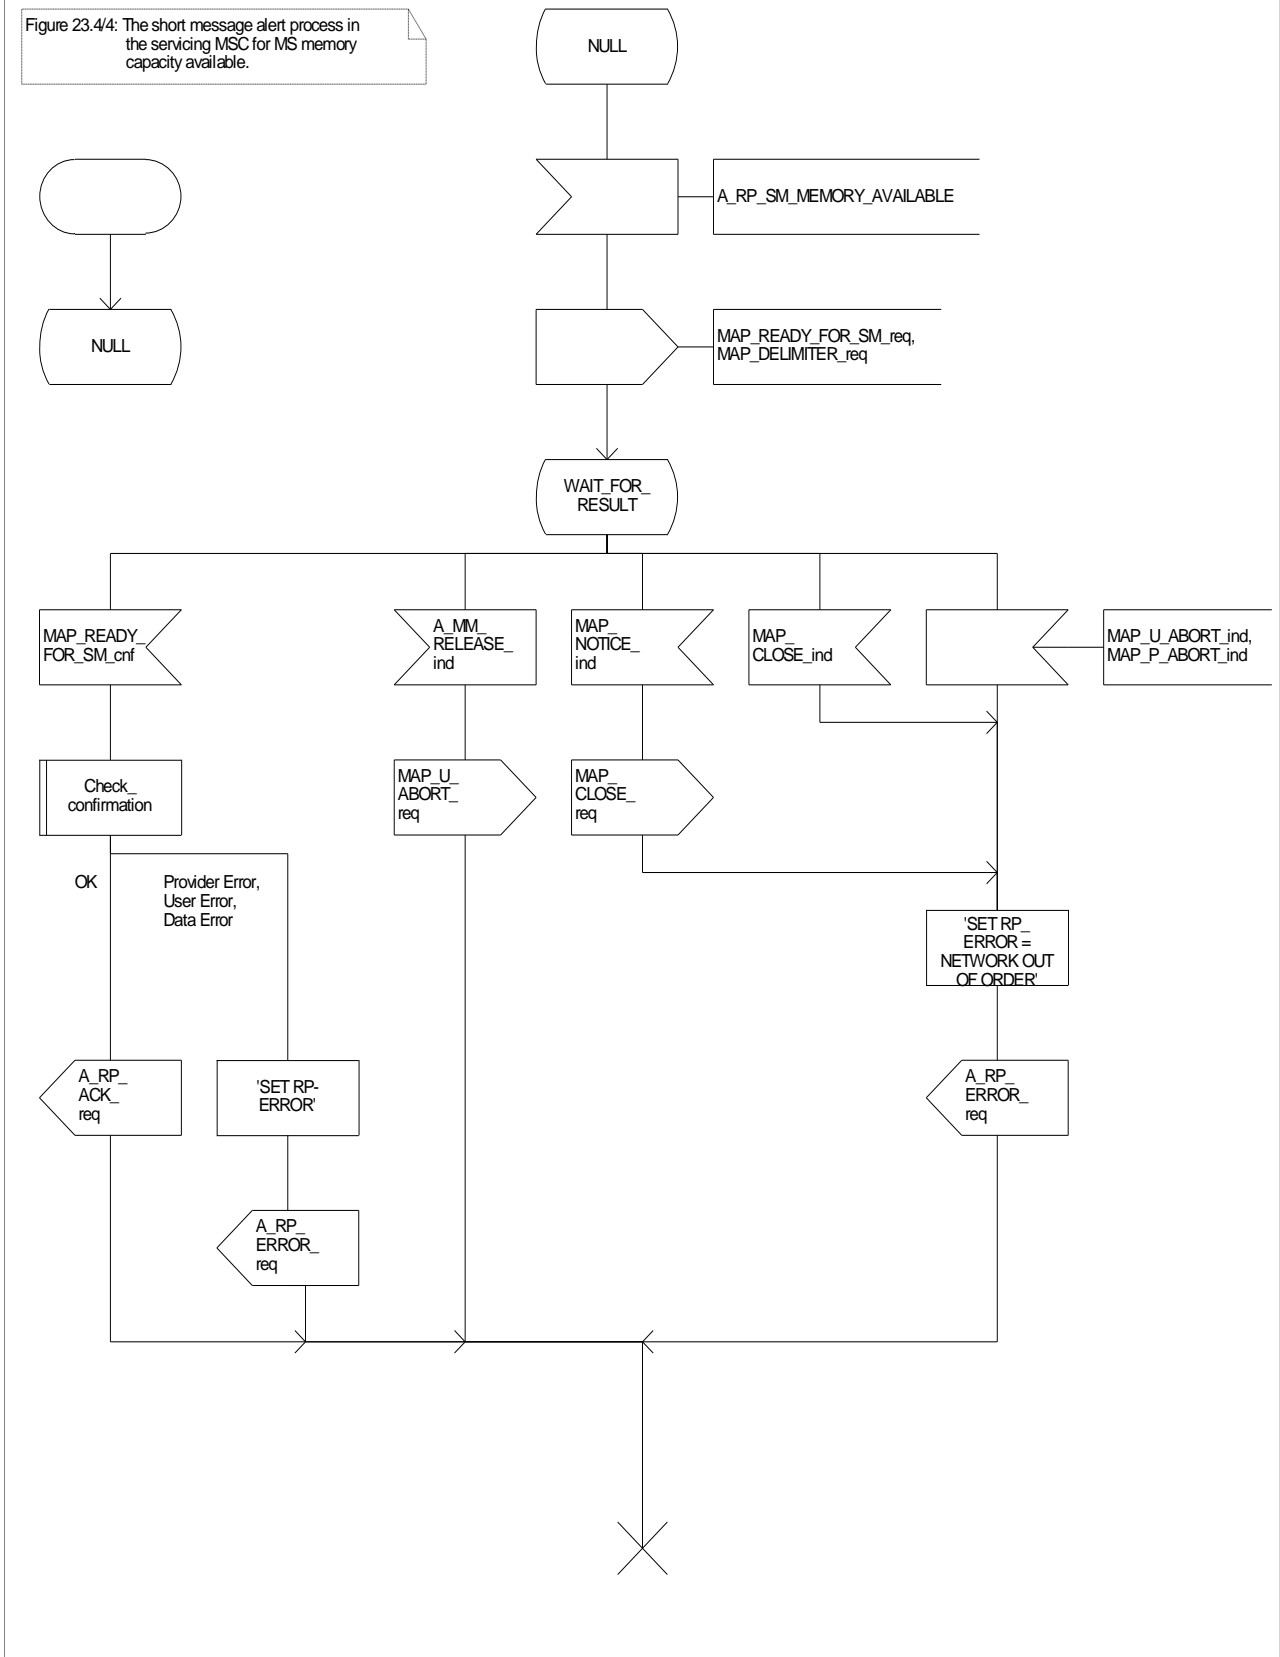 Figure 23.4/4: The short message alert process in
the servicing MSC for MS memory
capacity available.
NULL
A_RP_SM_MEMORY_AVAILABLE
NULL
MAP_READY_FOR_SM_req,
MAP_DELIMITER_req
WAIT_FOR_
RESULT
MAP_READY_
FOR_SM_cnf
A_MM_
RELEASE_
ind
MAP_
NOTICE_
ind
MAP_
CLOSE_ind
MAP_U_ABORT_ind,
MAP_P_ABORT_ind
Check_
confirmation
MAP_U_
ABORT_
req
MAP_
CLOSE_
req
OK
Provider Error,
User Error,
Data Error
'SET RP_
ERROR =
NETWORK OUT
OF ORDER'
A_RP_
ACK_
req
'SET RP-
ERROR'
A_RP_
ERROR_
req
A_RP_
ERROR_
req